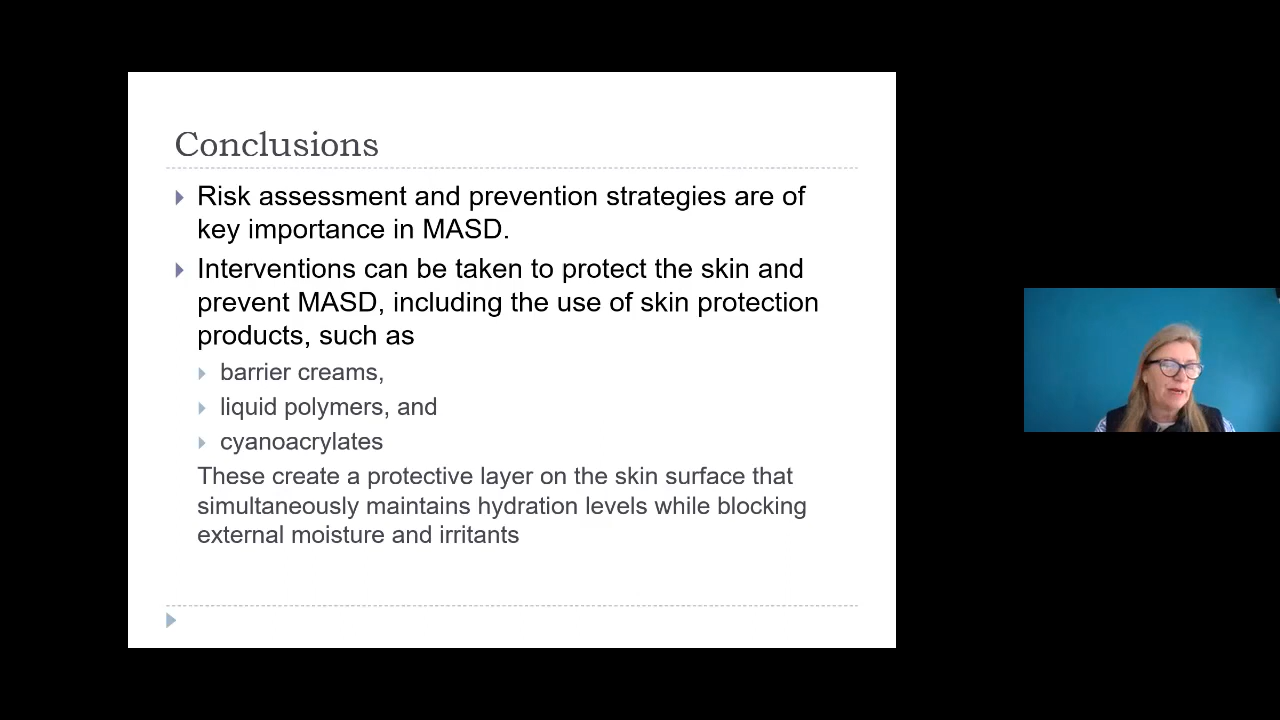 Conclusions
Risk assessment and prevention strategies are of
key importance in MASD.
Interventions can be taken to protect the skin and
prevent MASD, including the use of skin protection
products, such as
barrier creams,
liquid polymers, and
cyanoacrylates
These create a protective layer on the skin surface that
simultaneously maintains hydration levels while blocking
external moisture and irritants